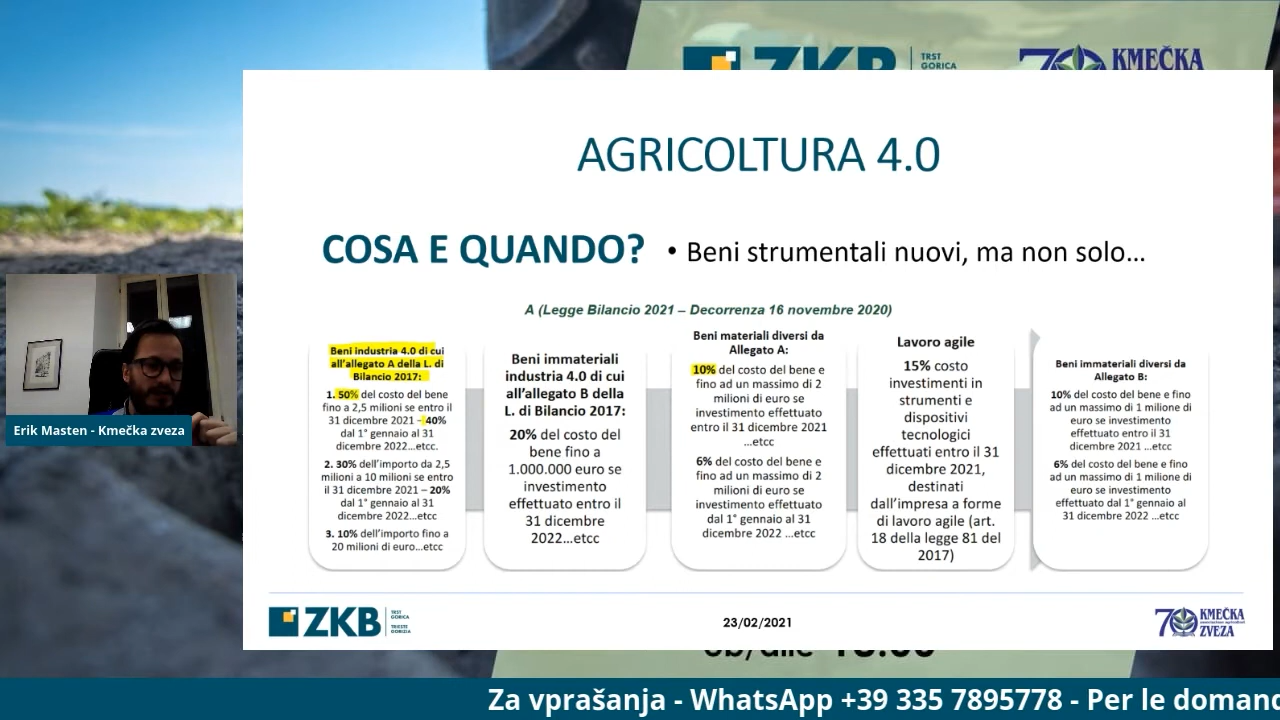 ZKB
TRST
GORICA
70 KMEČKA
AGRICOLTURA 4.0
COSA E QUANDO?
• Beni strumentali nuovi, ma non solo...
A (Legge Bilancio 2021 – Decorrenza 16 novembre 2020)
Beni industria 4.0 di cui
all’allegato A della L. di
Bilancio 2017:
1. 50% del costo del bene
fino a 2,5 milioni se entro il
31 dicembre 2021 –40%
dal 1° gennaio al 31
dicembre 2022…etcc.
2. 30% dell’importo da 2,5
milioni a 10 milioni se entro
il 31 dicembre 2021 – 20%
dal 1° gennaio al 31
dicembre 2022…etcc
3. 10% dell’importo fino a
20 milioni di euro…etcc
Beni immateriali
industria 4.0 di cui
all’allegato B della
L. di Bilancio 2017:
20% del costo del
bene fino a
1.000.000 euro se
investimento
effettuato entro il
31 dicembre
2022…etcc
Beni materiali diversi da
Allegato A:
10% del costo del bene e
fino ad un massimo di 2
milioni di euro se
investimento effettuato
entro il 31 dicembre 2021
…etcc
6% del costo del bene e
fino ad un massimo di 2
milioni di euro se
investimento effettuato
dal 1° gennaio al 31
dicembre 2022 …etcc
Lavoro agile
15% costo
investimenti in
strumenti e
dispositivi
tecnologici
effettuati entro il 31
dicembre 2021,
destinati
dall’impresa a forme
di lavoro agile (art.
18 della legge 81 del
2017)
Beni immateriali diversi da
Allegato B:
10% del costo del bene e fino
ad un massimo di 1 milione di
euro se investimento
effettuato entro il 31
dicembre 2021 …etcc
6% del costo del bene e fino
ad un massimo di 1 milione di
euro se investimento
effettuato dal 1° gennaio al
31 dicembre 2022 …etcc
Erik Masten - Kmečka zveza
ZKB
TRST
GORICA
TRIESTE
GORIZIA
23/02/2021
70 KMEČKA
ZVEZA
ob/alle 18:00
Za vprašanja - WhatsApp +39 335 7895778 - Per le domand